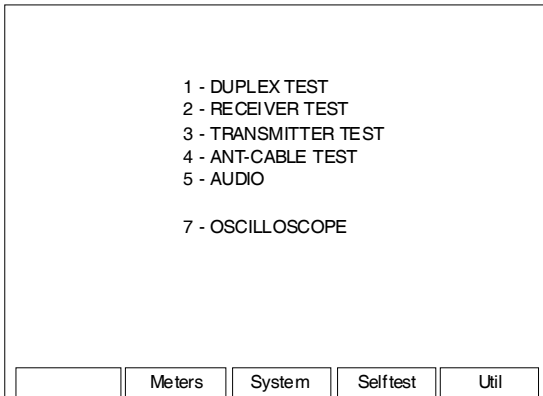 1 - DUPLEX TEST
2 - RECEIVER TEST
3 - TRANSMITTER TEST
4 - ANT-CABLE TEST
5 - AUDIO
7 - OSCILLOSCOPE
Meters System Selftest Util